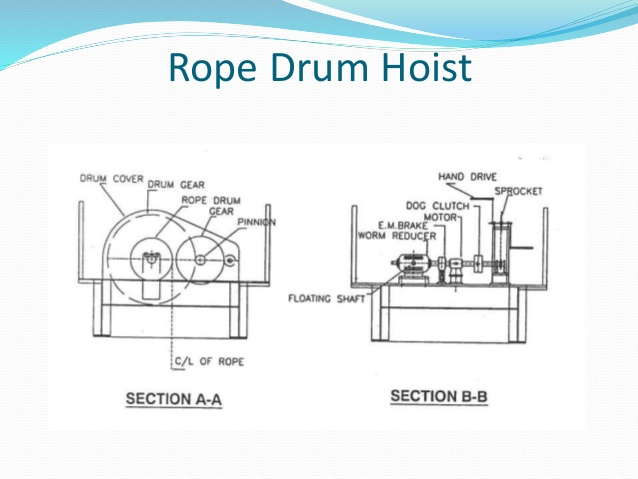 Rope Drum Hoist
DRUM COVER
DRUM GEAR
ROPE DRUM
GEAR
PINNION
C/L OF ROPE
SECTION A-A
HAND DRIVE
SPROCKET
DOG CLUTCH
MOTOR
E.M.BRAKE
WORM REDUCER
FLOATING SHAFT
SECTION B-B